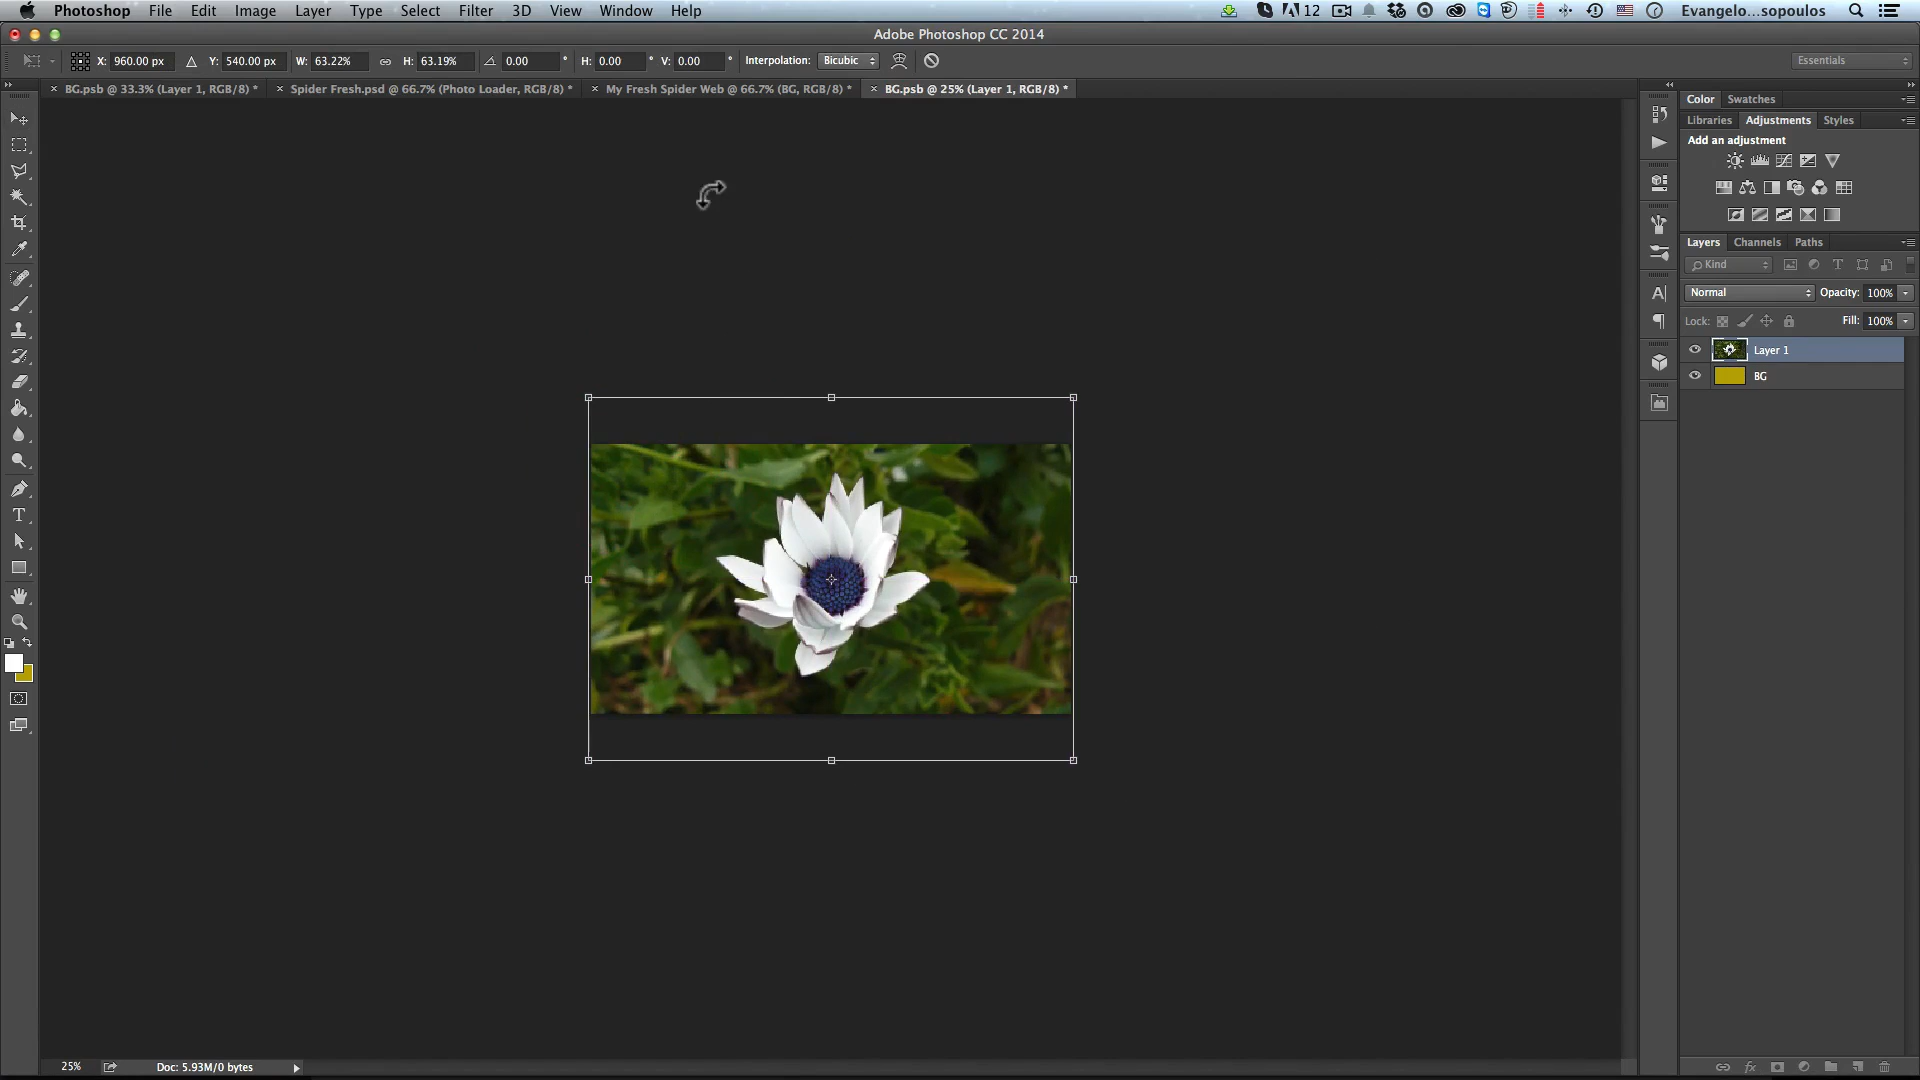 Photoshop File Edit Image Layer Type Select Filter 3D View Window Help 12 Evangelo...sopoulos
Adobe Photoshop CC 2014
X: 960.00 px Y: 540.00 px W: 63.22% H: 63.19% 0.00 ° H: 0.00 ° V: 0.00 ° Interpolation: Bicubic Essentials
× BG.psb @ 33.3% (Layer 1, RGB/8) * × Spider Fresh.psd @ 66.7% (Photo Loader, RGB/8) * × My Fresh Spider Web @ 66.7% (BG, RGB/8) * × BG.psb @ 25% (Layer 1, RGB/8) *
Color Swatches
Libraries Adjustments Styles
Add an adjustment
Layers Channels Paths
Kind
Normal Opacity: 100%
Lock: Fill: 100%
Layer 1
BG
25% Doc: 5.93M/0 bytes